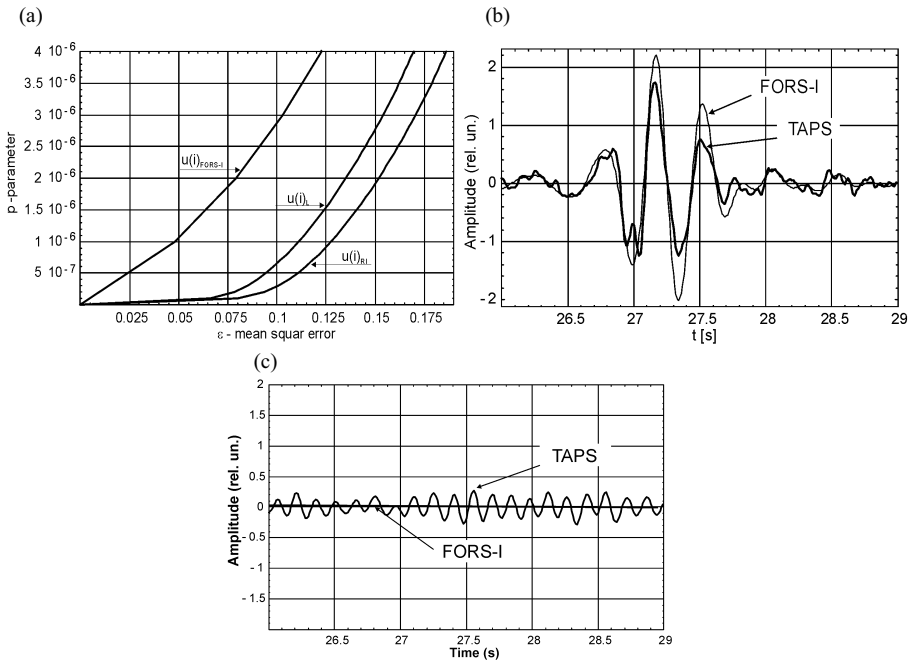 (a)
4 10⁻⁶
3.5 10⁻⁶
3 10⁻⁶
2.5 10⁻⁶
2 10⁻⁶
1.5 10⁻⁶
1 10⁻⁶
5 10⁻⁷
p -parameter
u(i)FORS-I
u(i)k
u(i)RI
0.025 0.05 0.075 0.1 0.125 0.15 0.175
ε - mean squar error
(b)
2
1
0
- 1
- 2
Amplitude (rel. un.)
FORS-I
TAPS
26.5 27 27.5 28 28.5 29
t [s]
(c)
2
1.5
1
0.5
0
- 0.5
- 1
- 1.5
Amplitude (rel. un.)
TAPS
FORS-I
26.5 27 27.5 28 28.5 29
Time (s)